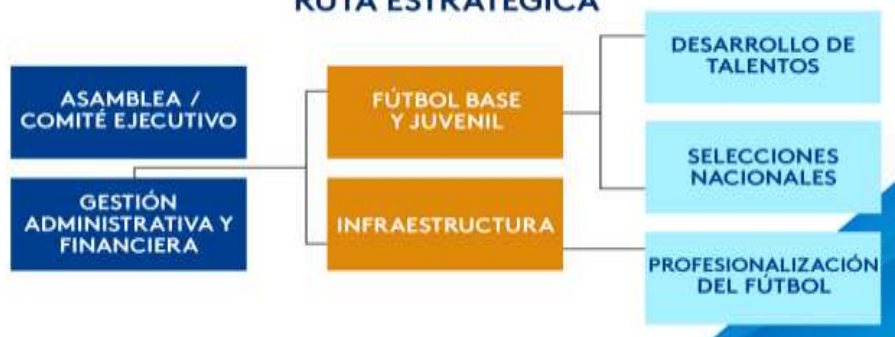 RUTA ESTRATÉGICA
ASAMBLEA /
COMITÉ EJECUTIVO
GESTIÓN
ADMINISTRATIVA Y
FINANCIERA
FÚTBOL BASE
Y JUVENIL
INFRAESTRUCTURA
DESARROLLO DE
TALENTOS
SELECCIONES
NACIONALES
PROFESIONALIZACIÓN
DEL FÚTBOL